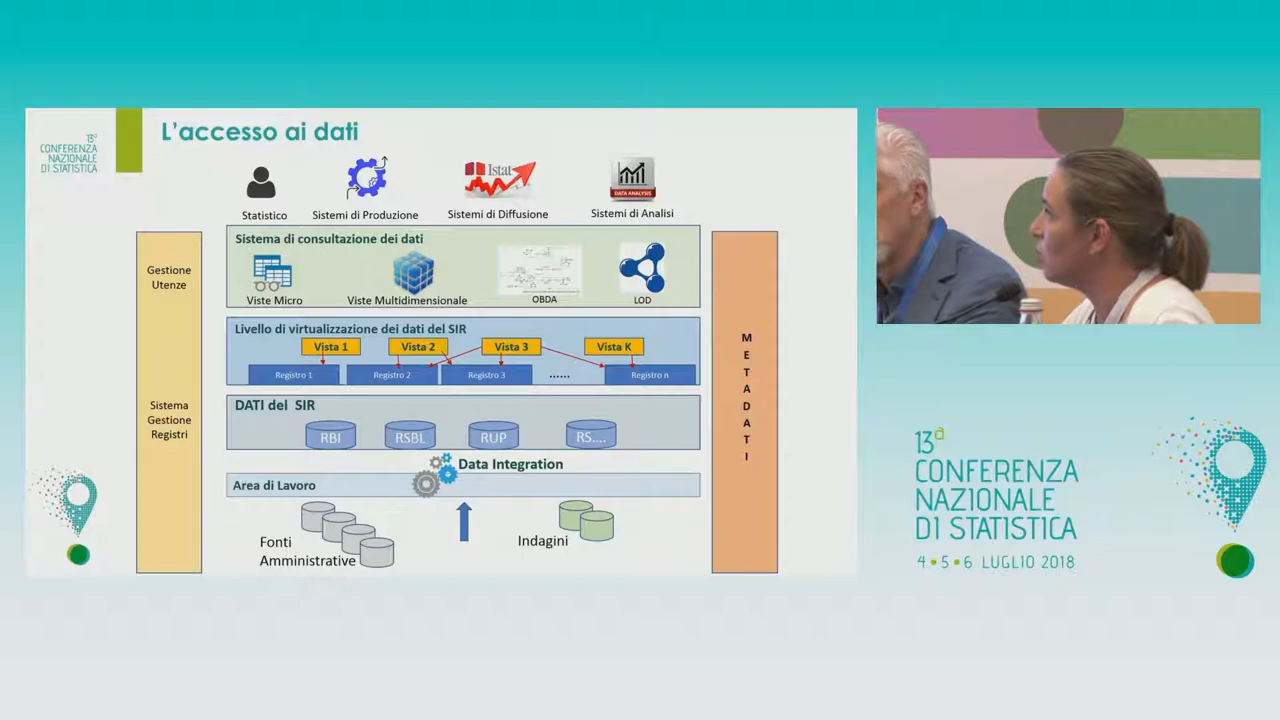 13ª
CONFERENZA
NAZIONALE
DI STATISTICA
L'accesso ai dati
Statistico
Sistemi di Produzione
Istat
Sistemi di Diffusione
DATA ANALYSIS
Sistemi di Analisi
Gestione
Utenze
Sistema
Gestione
Registri
Sistema di consultazione dei dati
Viste Micro
Viste Multidimensionale
OBDA
LOD
Livello di virtualizzazione dei dati del SIR
Vista 1
Vista 2
Vista 3
Vista K
Registro 1
Registro 2
Registro 3
......
Registro n
DATI del SIR
RBI
RSBL
RUP
RS....
Data Integration
Area di Lavoro
Fonti
Amministrative
Indagini
METADATI
13ª
CONFERENZA
NAZIONALE
DI STATISTICA
4 • 5 • 6 LUGLIO 2018